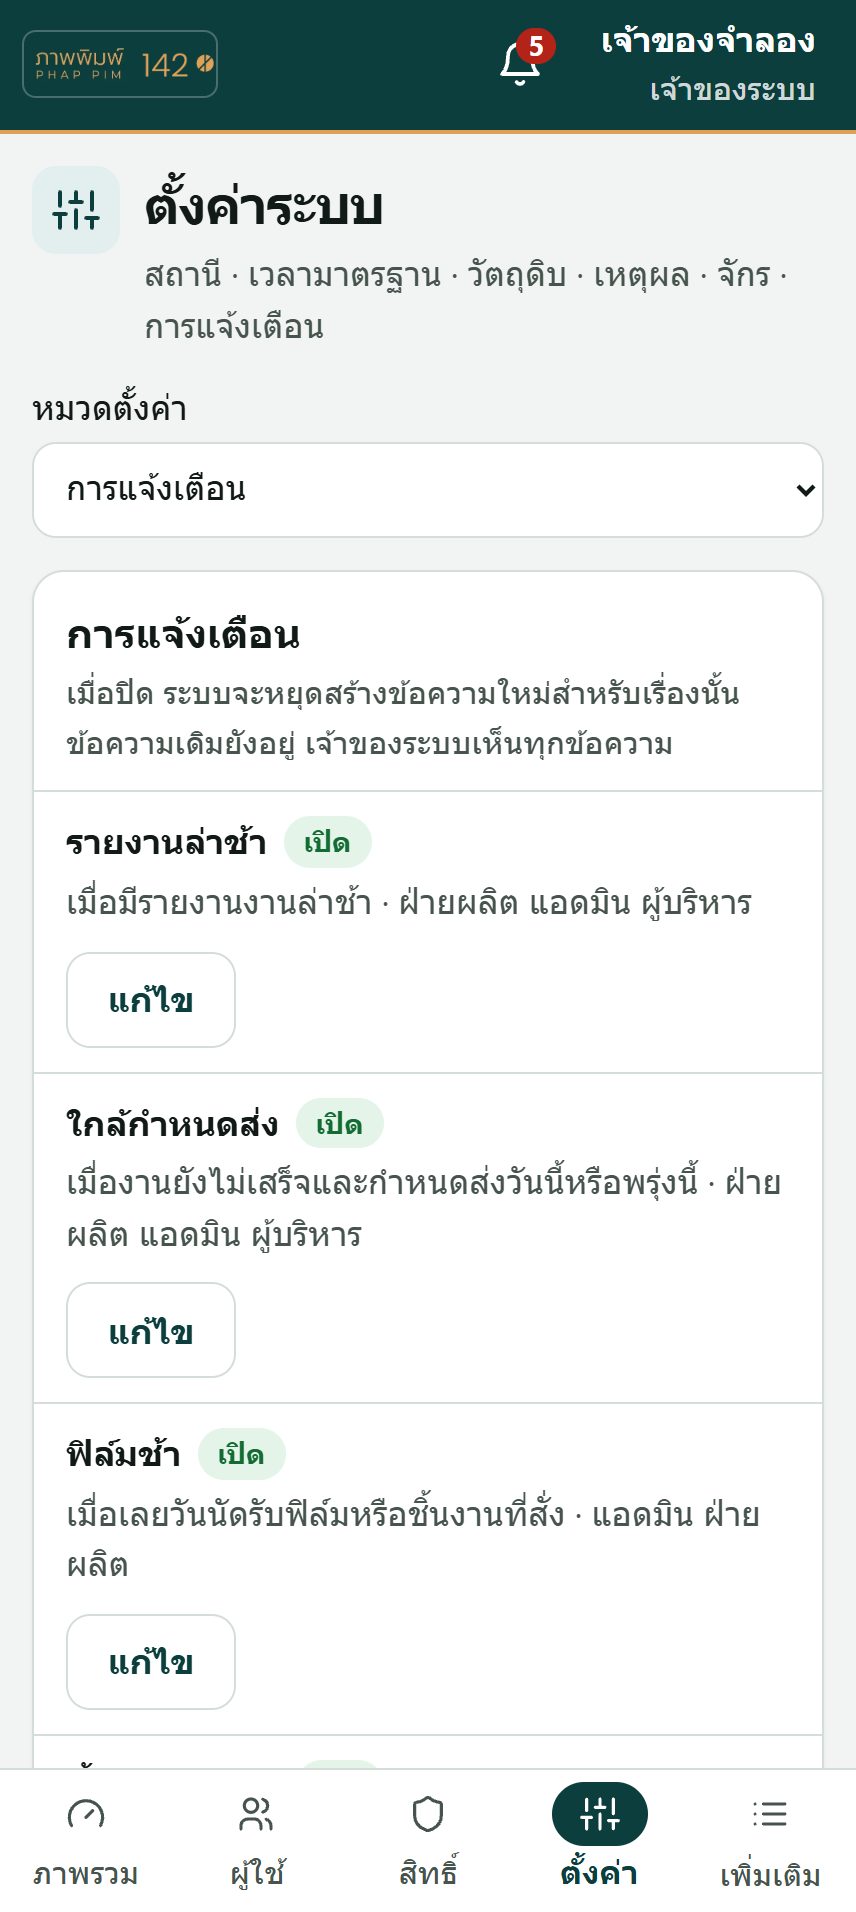 ภาพพิมพ์ 142
PHAP PIM
5
เจ้าของจำลอง
เจ้าของระบบ
ตั้งค่าระบบ
สถานี · เวลามาตรฐาน · วัตถุดิบ · เหตุผล · จักร ·
การแจ้งเตือน
หมวดตั้งค่า
การแจ้งเตือน
การแจ้งเตือน
เมื่อปิด ระบบจะหยุดสร้างข้อความใหม่สำหรับเรื่องนั้น
ข้อความเดิมยังอยู่ เจ้าของระบบเห็นทุกข้อความ
รายงานล่าช้า เปิด
เมื่อมีรายงานงานล่าช้า · ฝ่ายผลิต แอดมิน ผู้บริหาร
แก้ไข
ใกล้กำหนดส่ง เปิด
เมื่องานยังไม่เสร็จและกำหนดส่งวันนี้หรือพรุ่งนี้ · ฝ่าย
ผลิต แอดมิน ผู้บริหาร
แก้ไข
ฟิล์มช้า เปิด
เมื่อเลยวันนัดรับฟิล์มหรือชิ้นงานที่สั่ง · แอดมิน ฝ่าย
ผลิต
แก้ไข
ภาพรวม
ผู้ใช้
สิทธิ์
ตั้งค่า
เพิ่มเติม